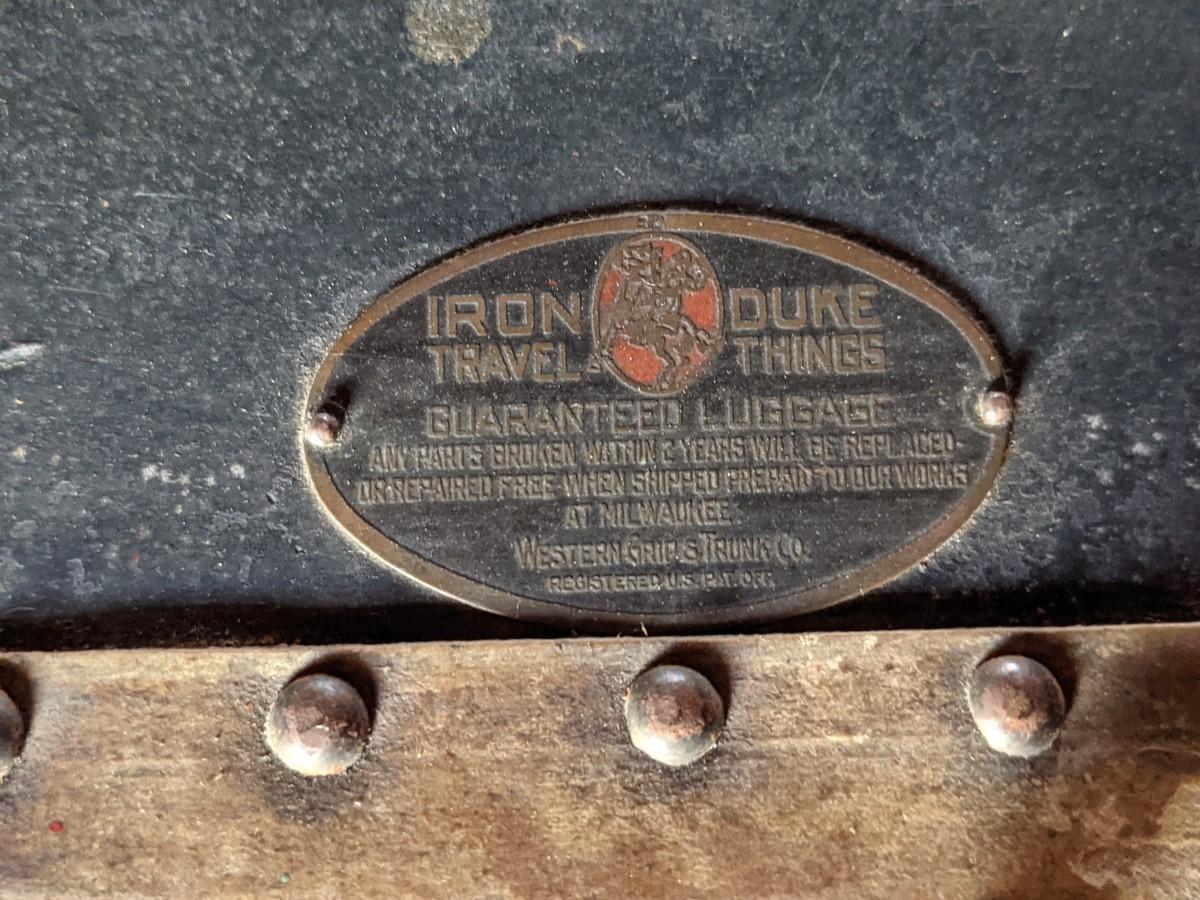 IRON DUKE
TRAVEL THINGS
GUARANTEED LUGGAGE
ANY PARTS BROKEN WITHIN 2 YEARS WILL BE REPLACED
OR REPAIRED FREE WHEN SHIPPED PREPAID TO OUR WORKS
AT MILWAUKEE
WESTERN GRIP & TRUNK CO.
REGISTERED U.S. PAT. OFF.